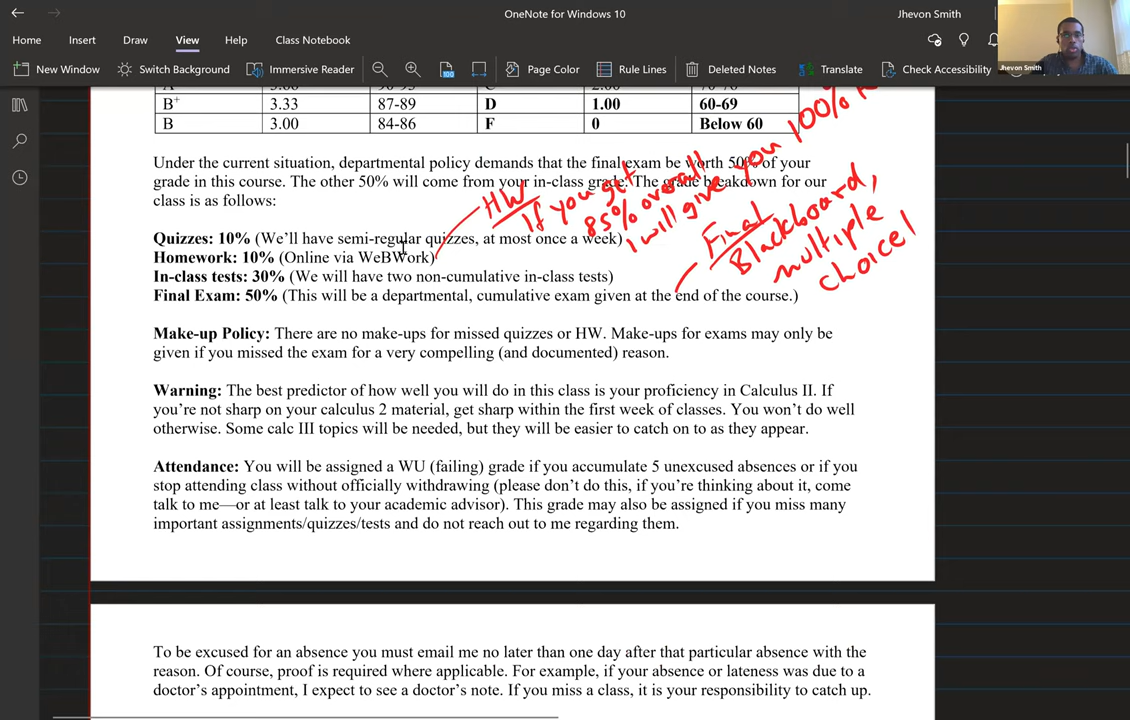 OneNote for Windows 10
Jhevon Smith
Home Insert Draw View Help Class Notebook
New Window Switch Background Immersive Reader Page Color Rule Lines Deleted Notes Translate Check Accessibility
Jhevon Smith
B+ 3.33 87-89 D 1.00 60-69
B 3.00 84-86 F 0 Below 60
Under the current situation, departmental policy demands that the final exam be worth 50% of your
grade in this course. The other 50% will come from your in-class grade. The grade breakdown for our
class is as follows:
HW
If you get
85% overall
I will give you 100%
Final
Blackboard,
multiple
choice!
Quizzes: 10% (We’ll have semi-regular quizzes, at most once a week)
Homework: 10% (Online via WeBWork)
In-class tests: 30% (We will have two non-cumulative in-class tests)
Final Exam: 50% (This will be a departmental, cumulative exam given at the end of the course.)
Make-up Policy: There are no make-ups for missed quizzes or HW. Make-ups for exams may only be
given if you missed the exam for a very compelling (and documented) reason.
Warning: The best predictor of how well you will do in this class is your proficiency in Calculus II. If
you’re not sharp on your calculus 2 material, get sharp within the first week of classes. You won’t do well
otherwise. Some calc III topics will be needed, but they will be easier to catch on to as they appear.
Attendance: You will be assigned a WU (failing) grade if you accumulate 5 unexcused absences or if you
stop attending class without officially withdrawing (please don’t do this, if you’re thinking about it, come
talk to me—or at least talk to your academic advisor). This grade may also be assigned if you miss many
important assignments/quizzes/tests and do not reach out to me regarding them.
To be excused for an absence you must email me no later than one day after that particular absence with the
reason. Of course, proof is required where applicable. For example, if your absence or lateness was due to a
doctor’s appointment, I expect to see a doctor’s note. If you miss a class, it is your responsibility to catch up.